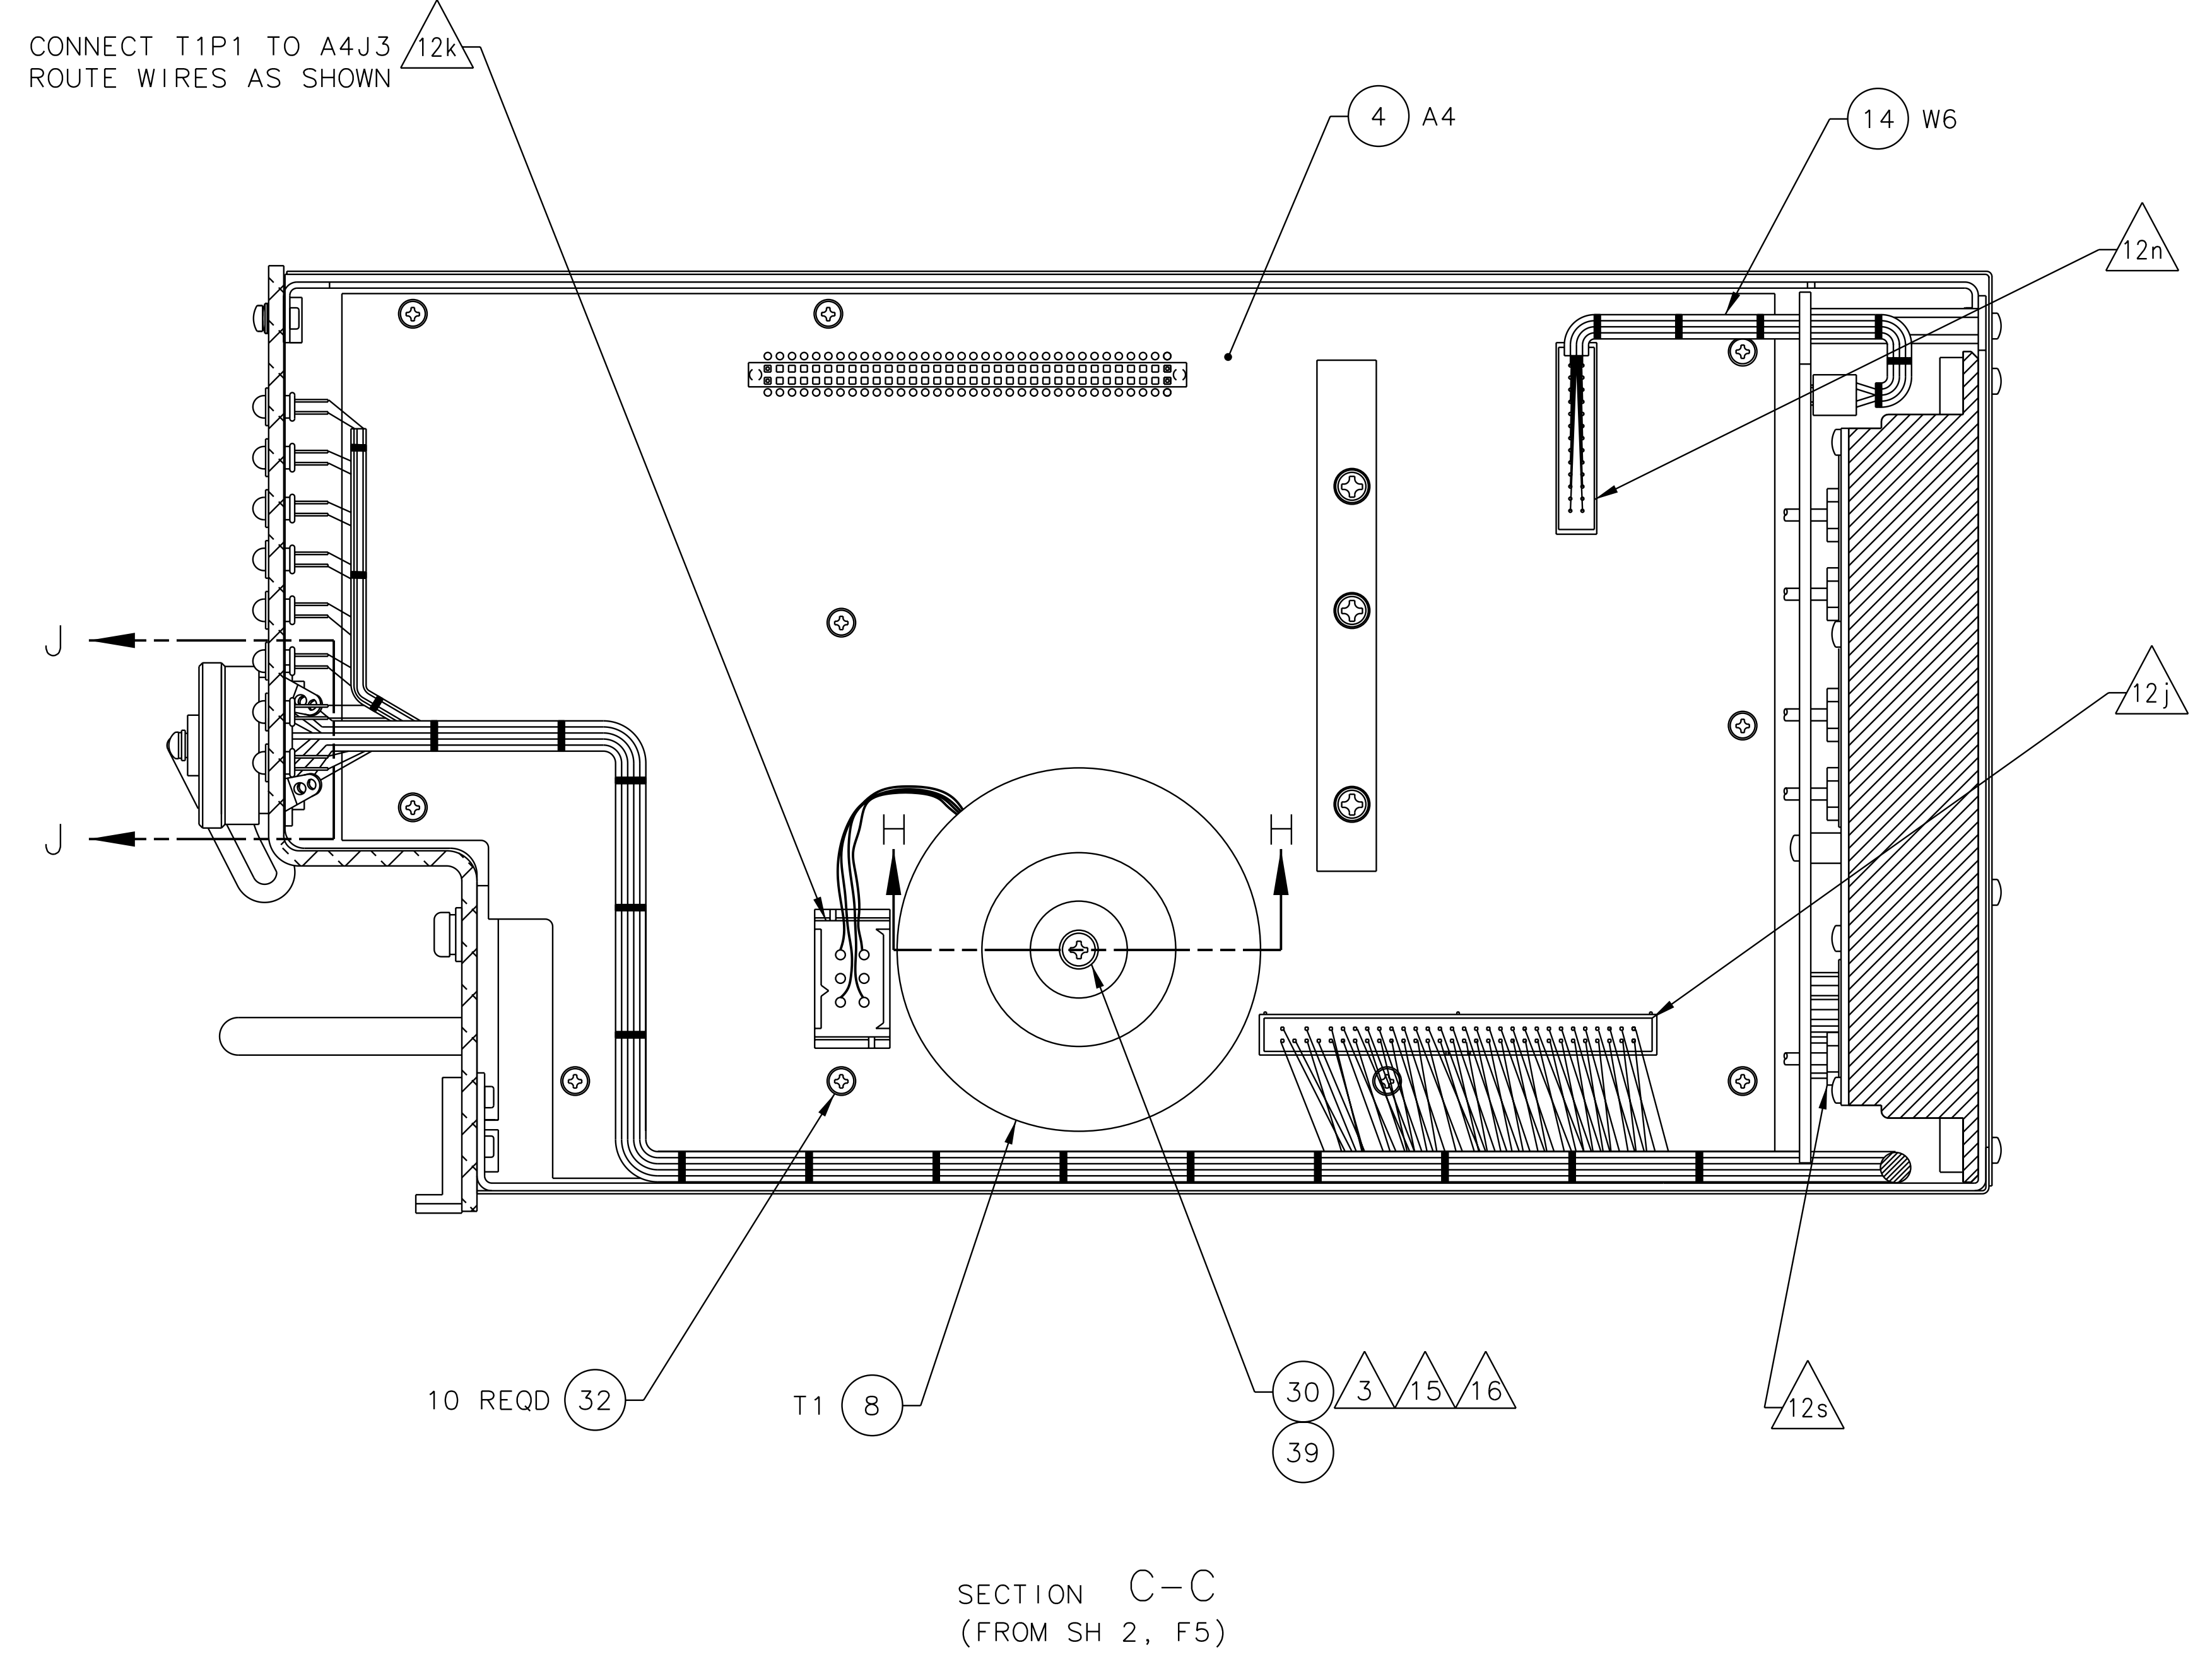 CONNECT T1P1 TO A4J3 12k
ROUTE WIRES AS SHOWN
4 A4
14 W6
12n
J
12j
J
H H
10 REQD 32
T1 8
30 3 15 16
39
12s
SECTION C-C
(FROM SH 2, F5)